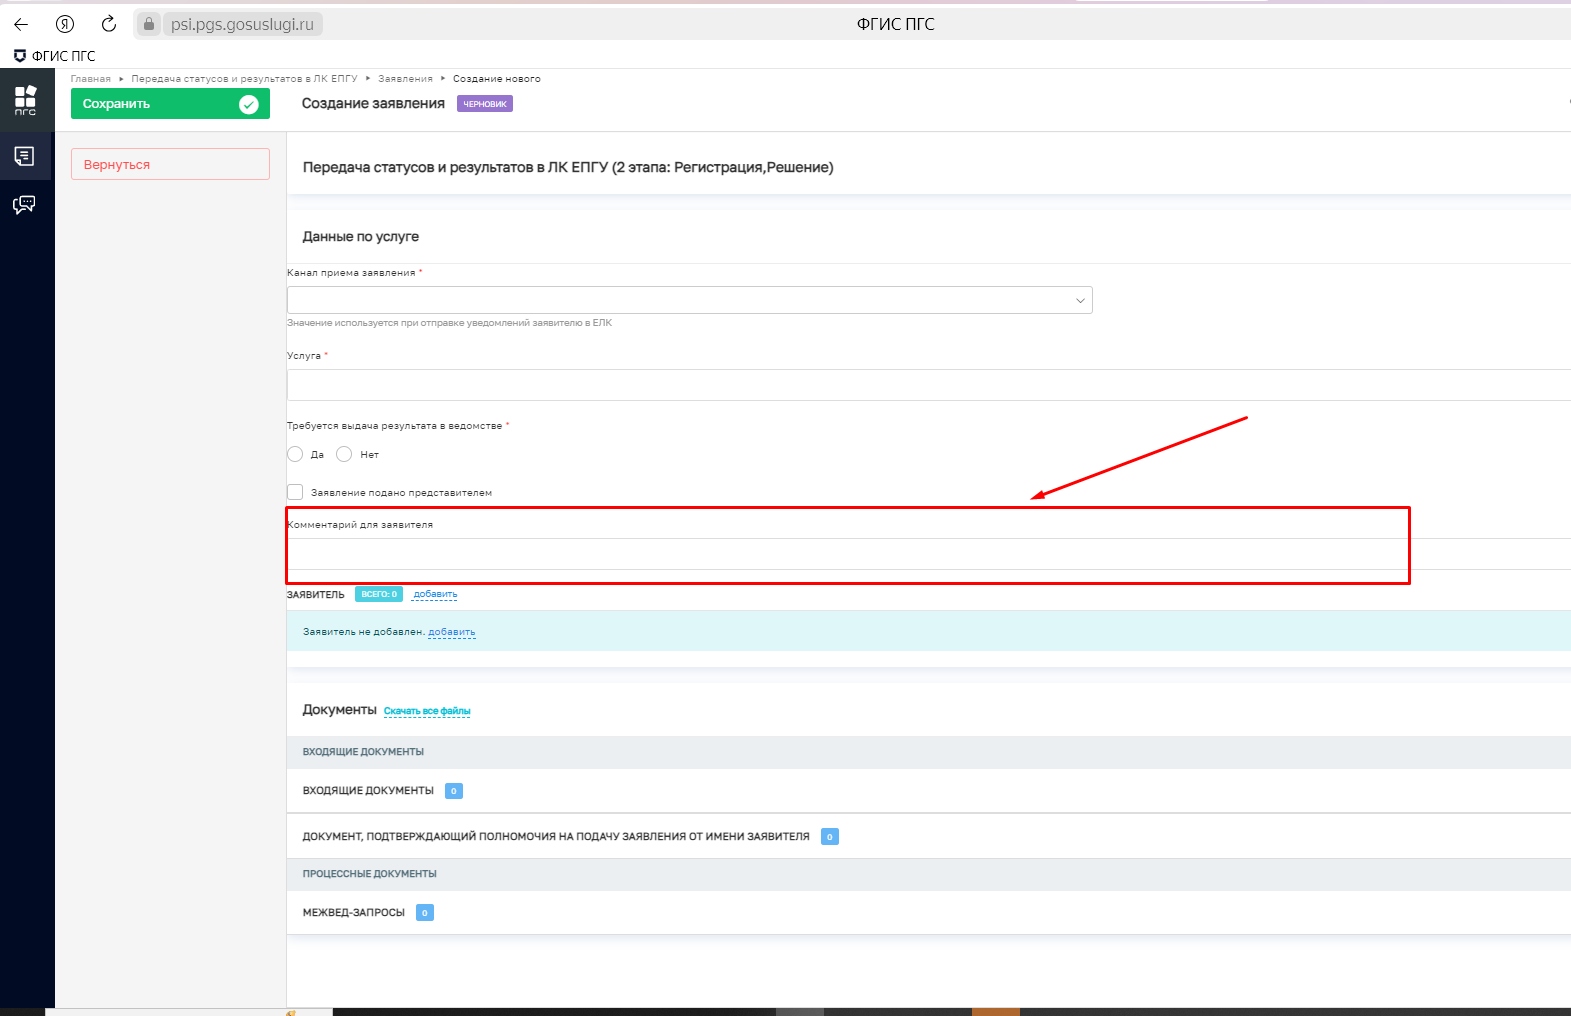 psi.pgs.gosuslugi.ru
ФГИС ПГС
ФГИС ПГС
Главная ▸ Передача статусов и результатов в ЛК ЕПГУ ▸ Заявления ▸ Создание нового
ПГС
Сохранить
Создание заявления ЧЕРНОВИК
Вернуться
Передача статусов и результатов в ЛК ЕПГУ (2 этапа: Регистрация,Решение)
Данные по услуге
Канал приема заявления *
Значение используется при отправке уведомлений заявителю в ЕЛК
Услуга *
Требуется выдача результата в ведомстве *
Да Нет
Заявление подано представителем
Комментарий для заявителя
ЗАЯВИТЕЛЬ ВСЕГО: 0 добавить
Заявитель не добавлен. добавить
Документы Скачать все файлы
ВХОДЯЩИЕ ДОКУМЕНТЫ
ВХОДЯЩИЕ ДОКУМЕНТЫ 0
ДОКУМЕНТ, ПОДТВЕРЖДАЮЩИЙ ПОЛНОМОЧИЯ НА ПОДАЧУ ЗАЯВЛЕНИЯ ОТ ИМЕНИ ЗАЯВИТЕЛЯ 0
ПРОЦЕССНЫЕ ДОКУМЕНТЫ
МЕЖВЕД-ЗАПРОСЫ 0